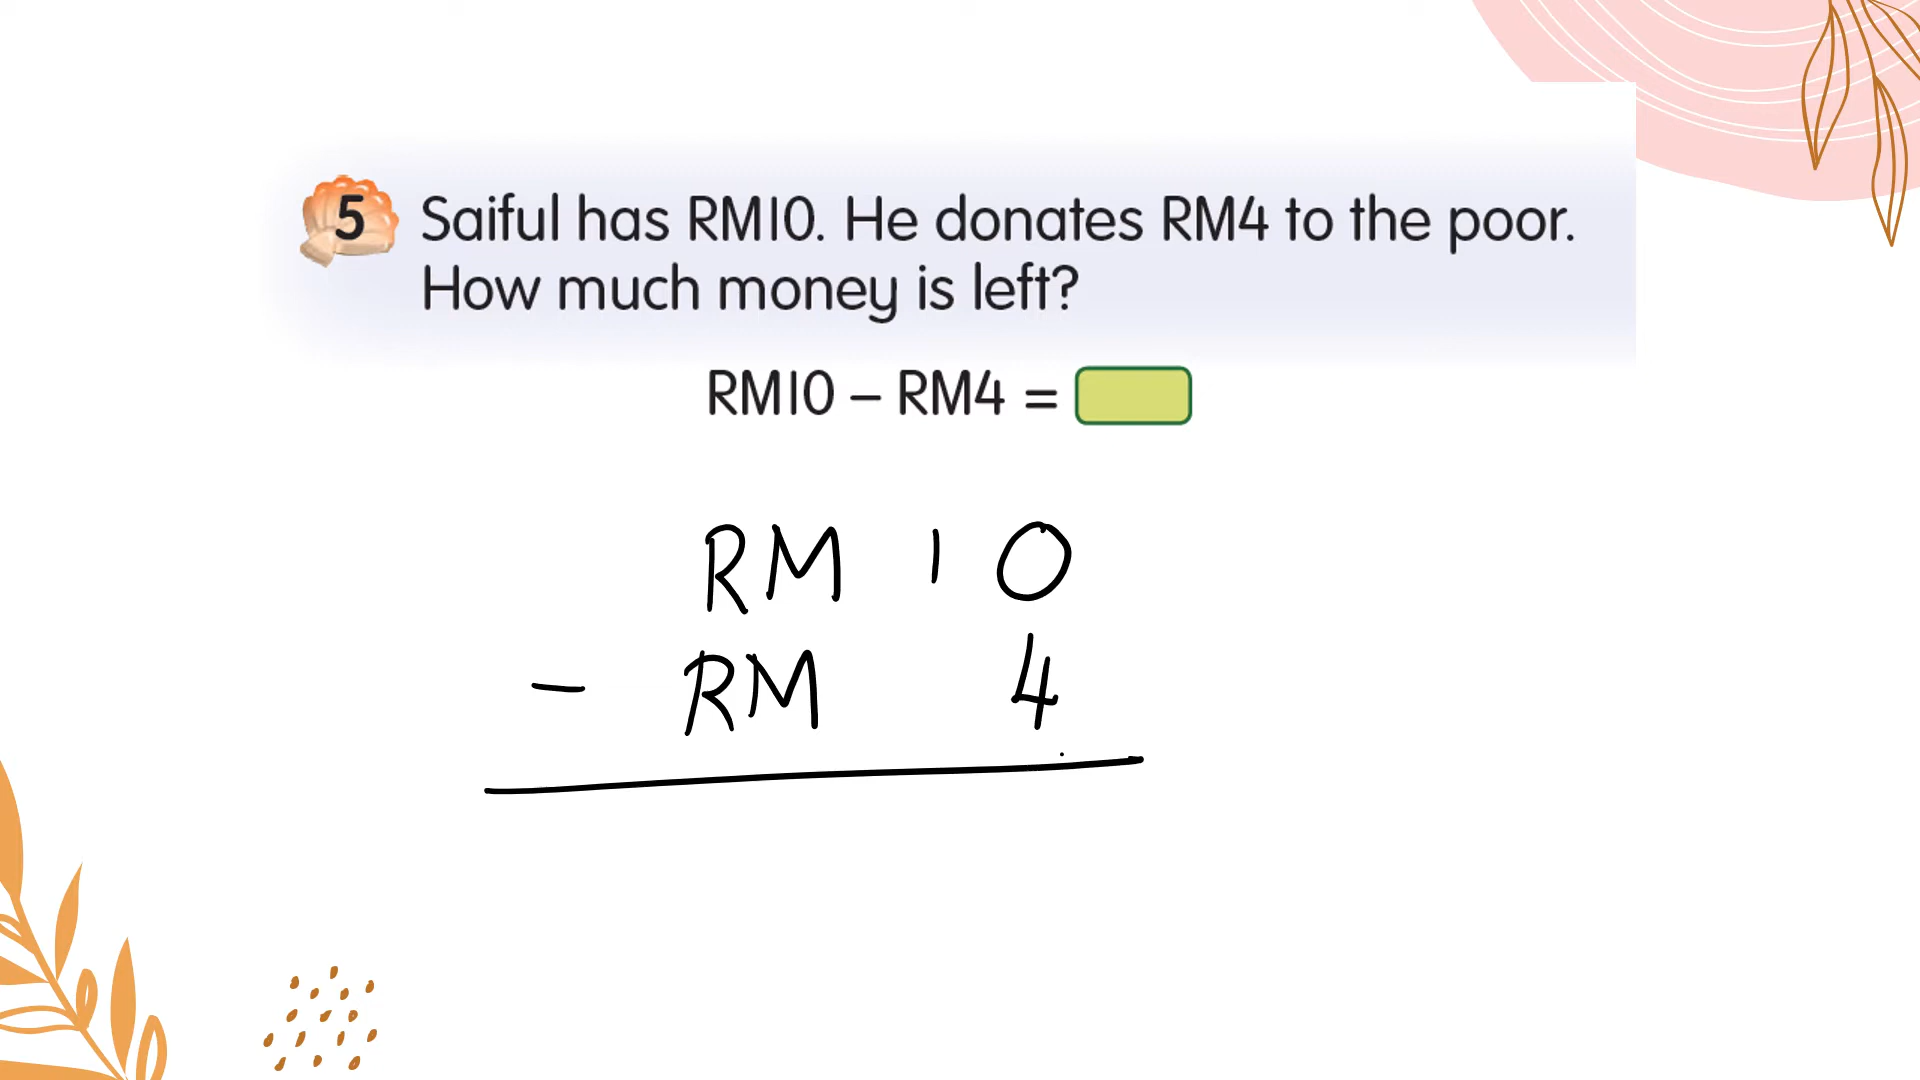 5 Saiful has RM10. He donates RM4 to the poor.
How much money is left?
RM10 – RM4 =
RM 10
– RM 4